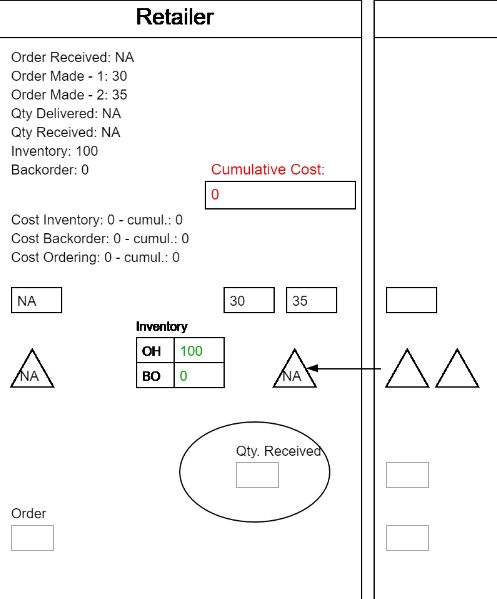 Retailer
Order Received: NA
Order Made - 1: 30
Order Made - 2: 35
Qty Delivered: NA
Qty Received: NA
Inventory: 100
Backorder: 0
Cumulative Cost:
0
Cost Inventory: 0 - cumul.: 0
Cost Backorder: 0 - cumul.: 0
Cost Ordering: 0 - cumul.: 0
NA 30 35
Inventory
OH 100
BO 0
NA NA
Qty. Received
Order